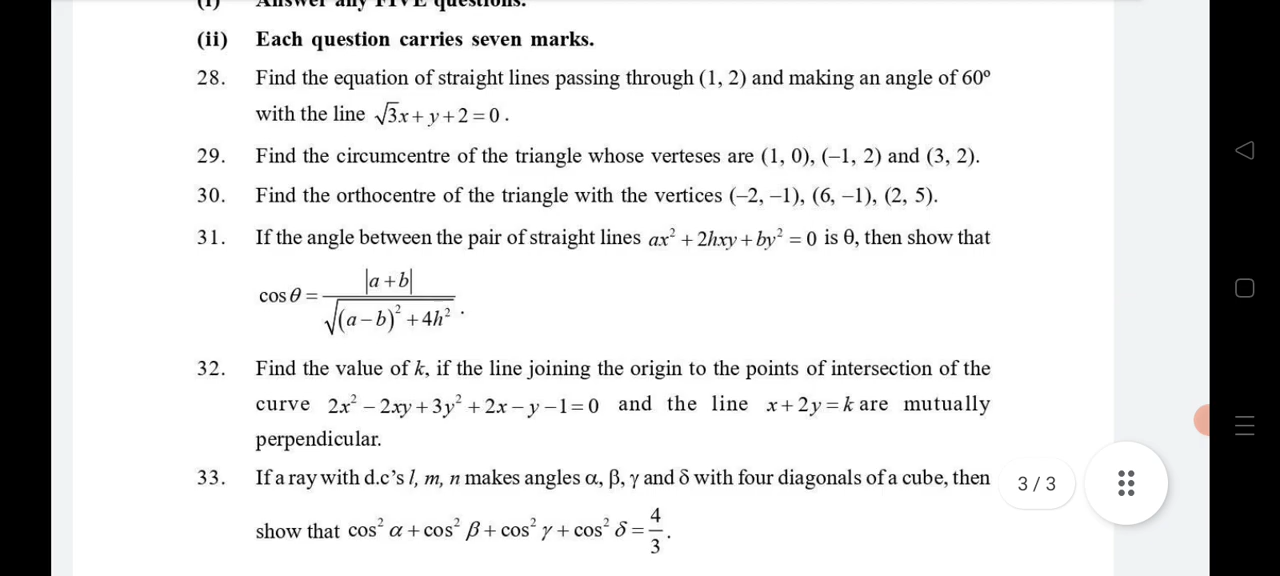 (i) Answer any FIVE questions.
(ii) Each question carries seven marks.
28. Find the equation of straight lines passing through (1, 2) and making an angle of 60º
with the line √3x + y + 2 = 0 .
29. Find the circumcentre of the triangle whose verteses are (1, 0), (−1, 2) and (3, 2).
30. Find the orthocentre of the triangle with the vertices (−2, −1), (6, −1), (2, 5).
31. If the angle between the pair of straight lines ax² + 2hxy + by² = 0 is θ, then show that
cos θ = |a + b| / √((a − b)² + 4h²) .
32. Find the value of k, if the line joining the origin to the points of intersection of the
curve 2x² − 2xy + 3y² + 2x − y − 1 = 0 and the line x + 2y = k are mutually
perpendicular.
33. If a ray with d.c’s l, m, n makes angles α, β, γ and δ with four diagonals of a cube, then
3 / 3
show that cos² α + cos² β + cos² γ + cos² δ = 4/3 .